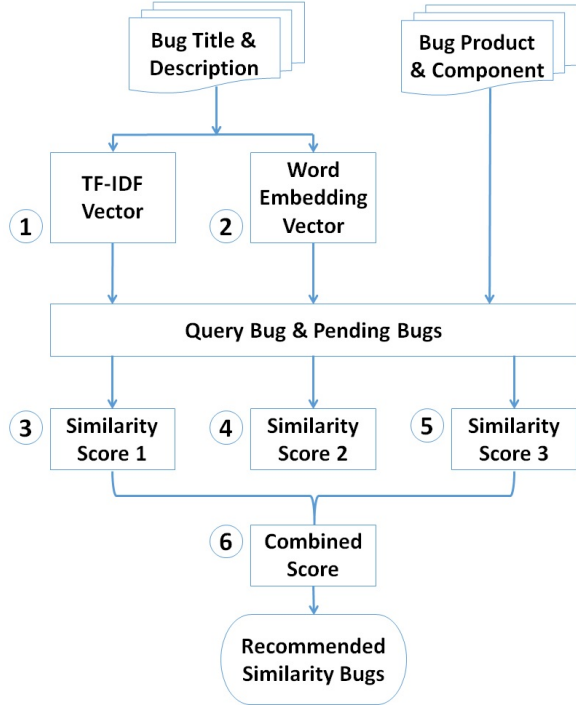 Bug Title &
Description
Bug Product
& Component
TF-IDF
Vector
1
Word
Embedding
Vector
2
Query Bug & Pending Bugs
3
Similarity
Score 1
4
Similarity
Score 2
5
Similarity
Score 3
6
Combined
Score
Recommended
Similarity Bugs